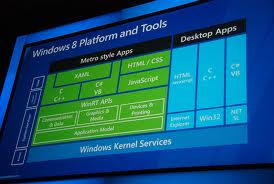 Windows 8 Platform and Tools
Metro style Apps
Desktop Apps
XAML
HTML / CSS
C
C++
C#
VB
JavaScript
HTML
JavaScript
C
C++
C#
VB
WinRT APIs
Communication
& Data
Graphics &
Media
Devices &
Printing
Application Model
Internet
Explorer
Win32
.NET
SL
Windows Kernel Services